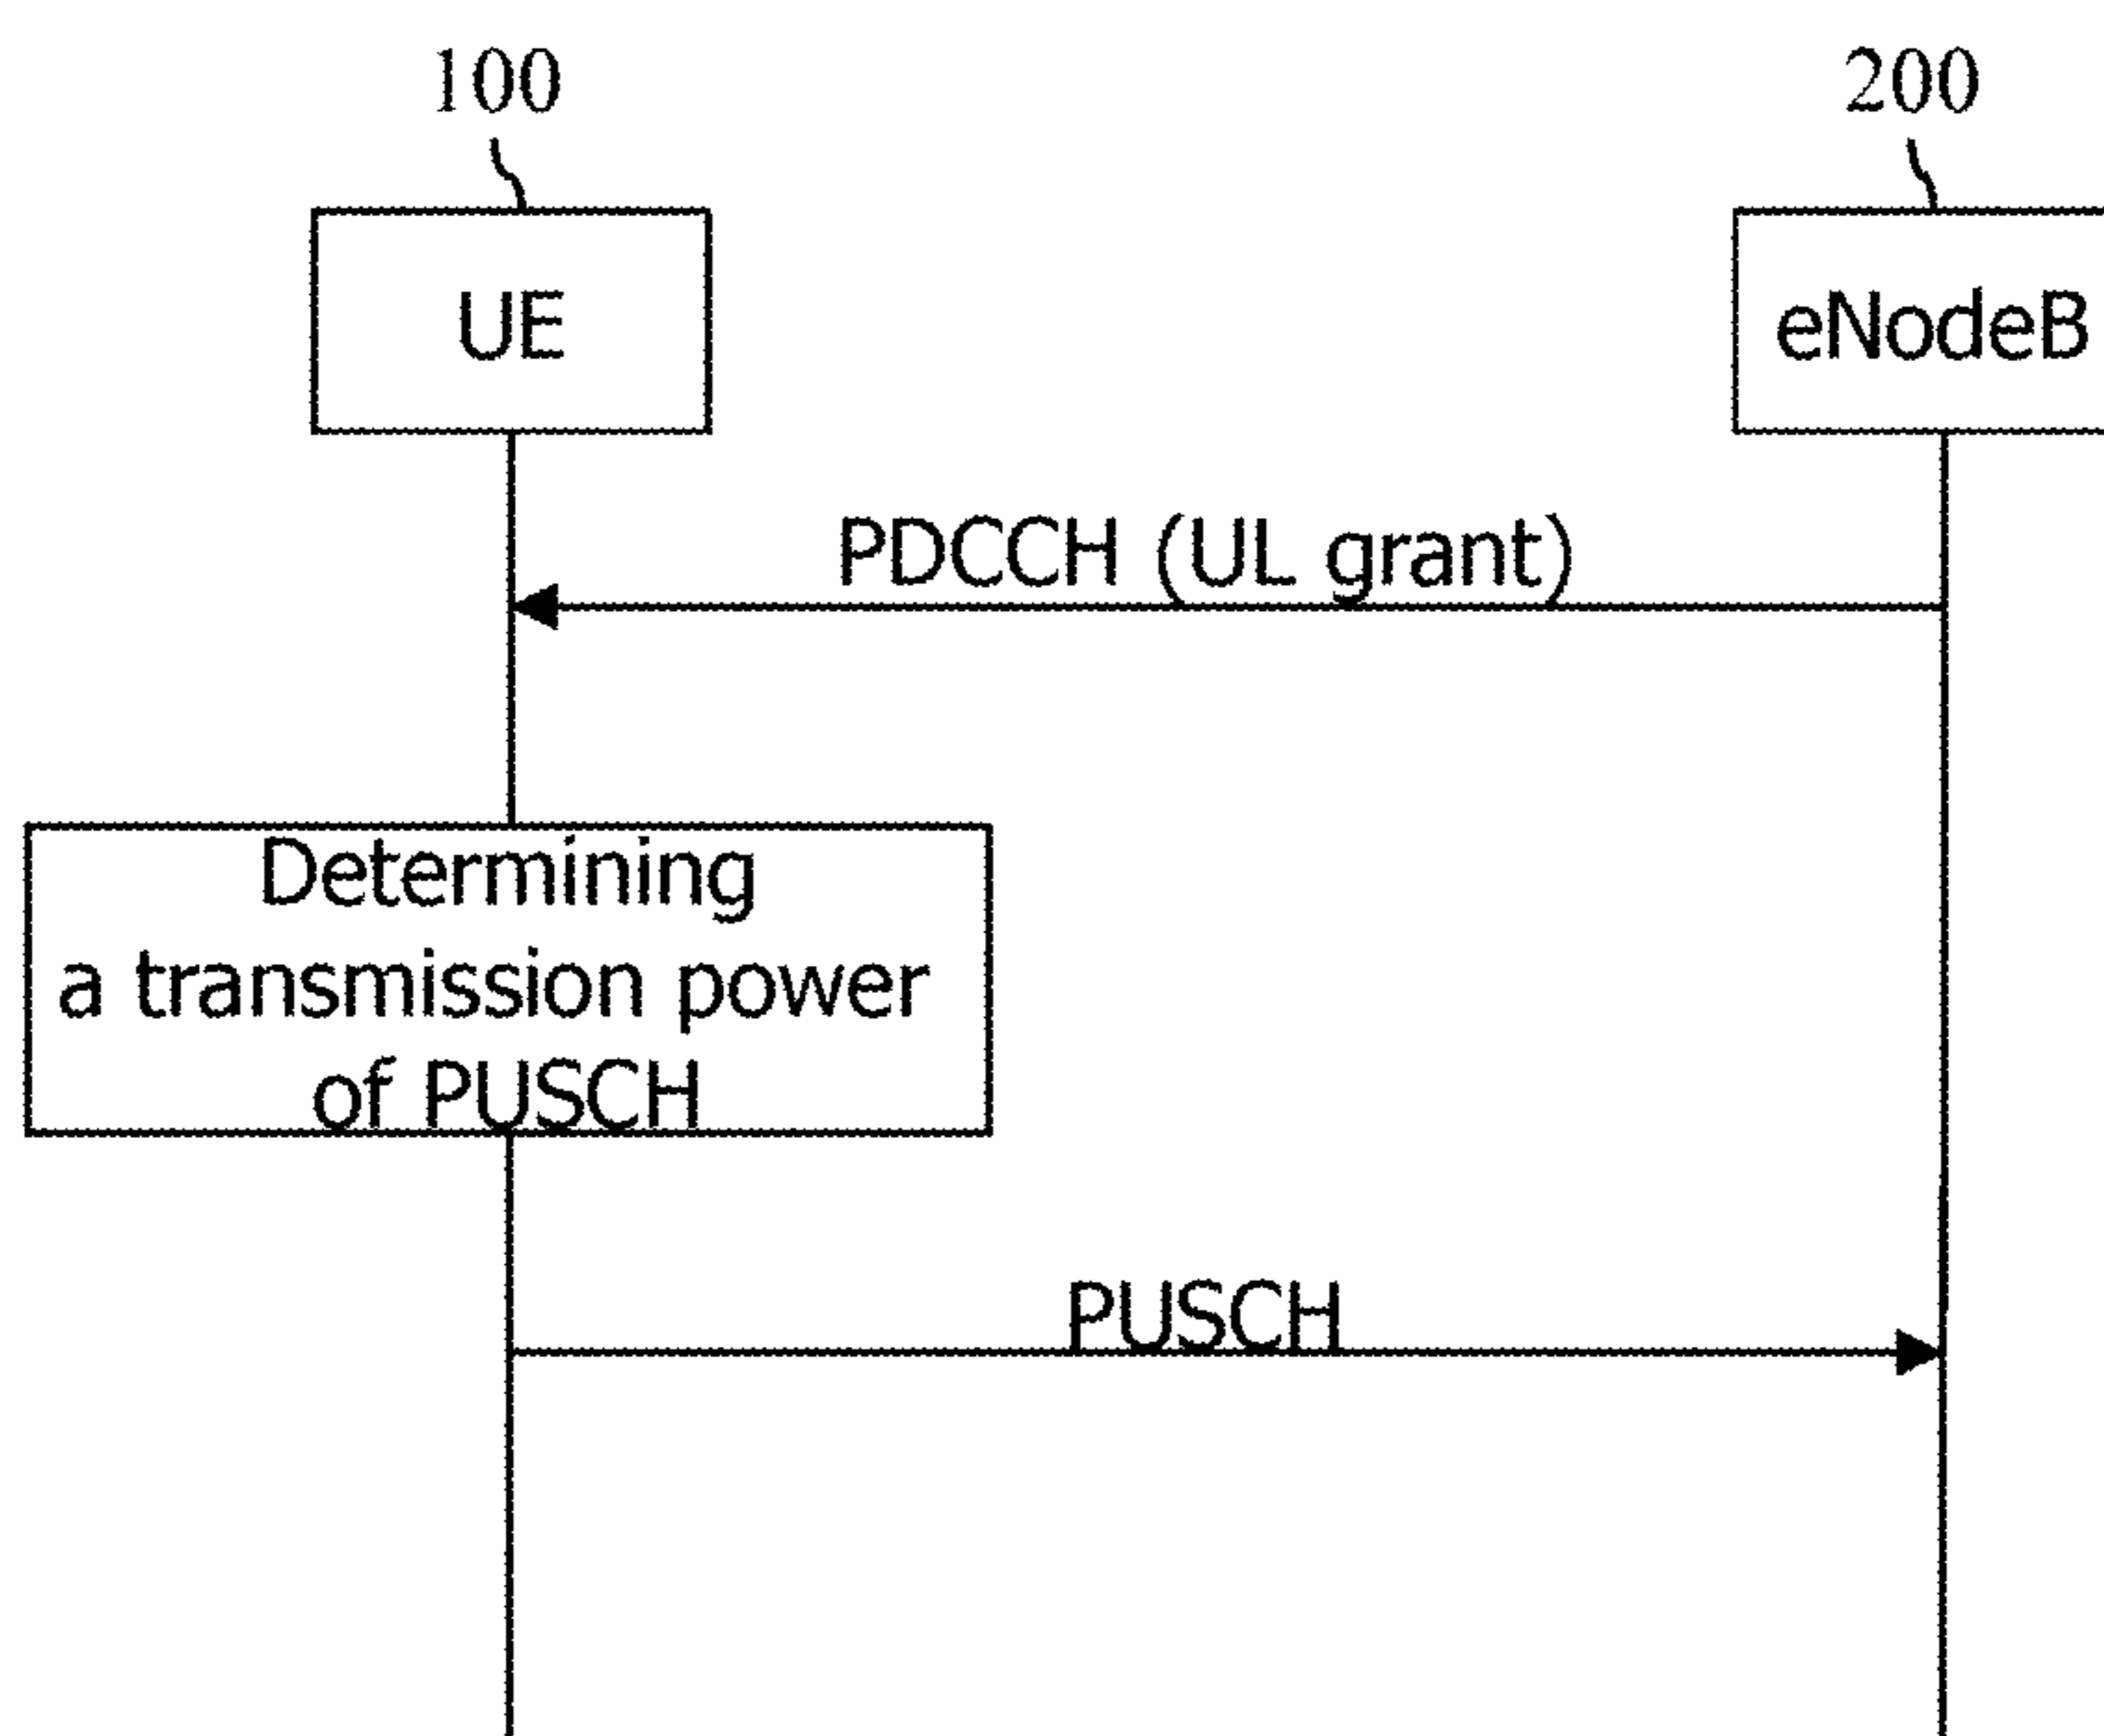 100
200
UE
eNodeB
PDCCH (UL grant)
Determining
a transmission power
of PUSCH
PUSCH